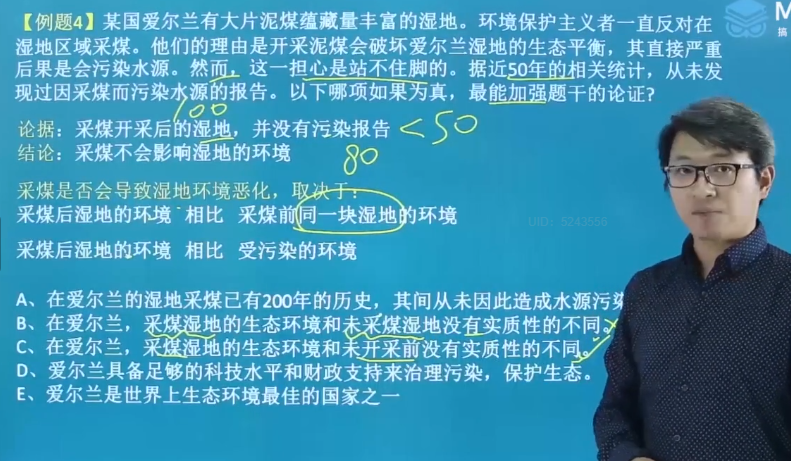 【例题4】某国爱尔兰有大片泥煤蕴藏量丰富的湿地。环境保护主义者一直反对在
湿地区域采煤。他们的理由是开采泥煤会破坏爱尔兰湿地的生态平衡，其直接严重
后果是会污染水源。然而，这一担心是站不住脚的。据近50年的相关统计，从未发
现过因采煤而污染水源的报告。以下哪项如果为真，最能加强题干的论证？
100
论据：采煤开采后的湿地，并没有污染报告 <50
结论：采煤不会影响湿地的环境
80
采煤是否会导致湿地环境恶化，取决于：
采煤后湿地的环境 相比 采煤前同一块湿地的环境
采煤后湿地的环境 相比 受污染的环境
A、在爱尔兰的湿地采煤已有200年的历史，其间从未因此造成水源污染
B、在爱尔兰，采煤湿地的生态环境和未采煤湿地没有实质性的不同。
C、在爱尔兰，采煤湿地的生态环境和未开采前没有实质性的不同。
D、爱尔兰具备足够的科技水平和财政支持来治理污染，保护生态。
E、爱尔兰是世界上生态环境最佳的国家之一
UID: 5243556
M
搞